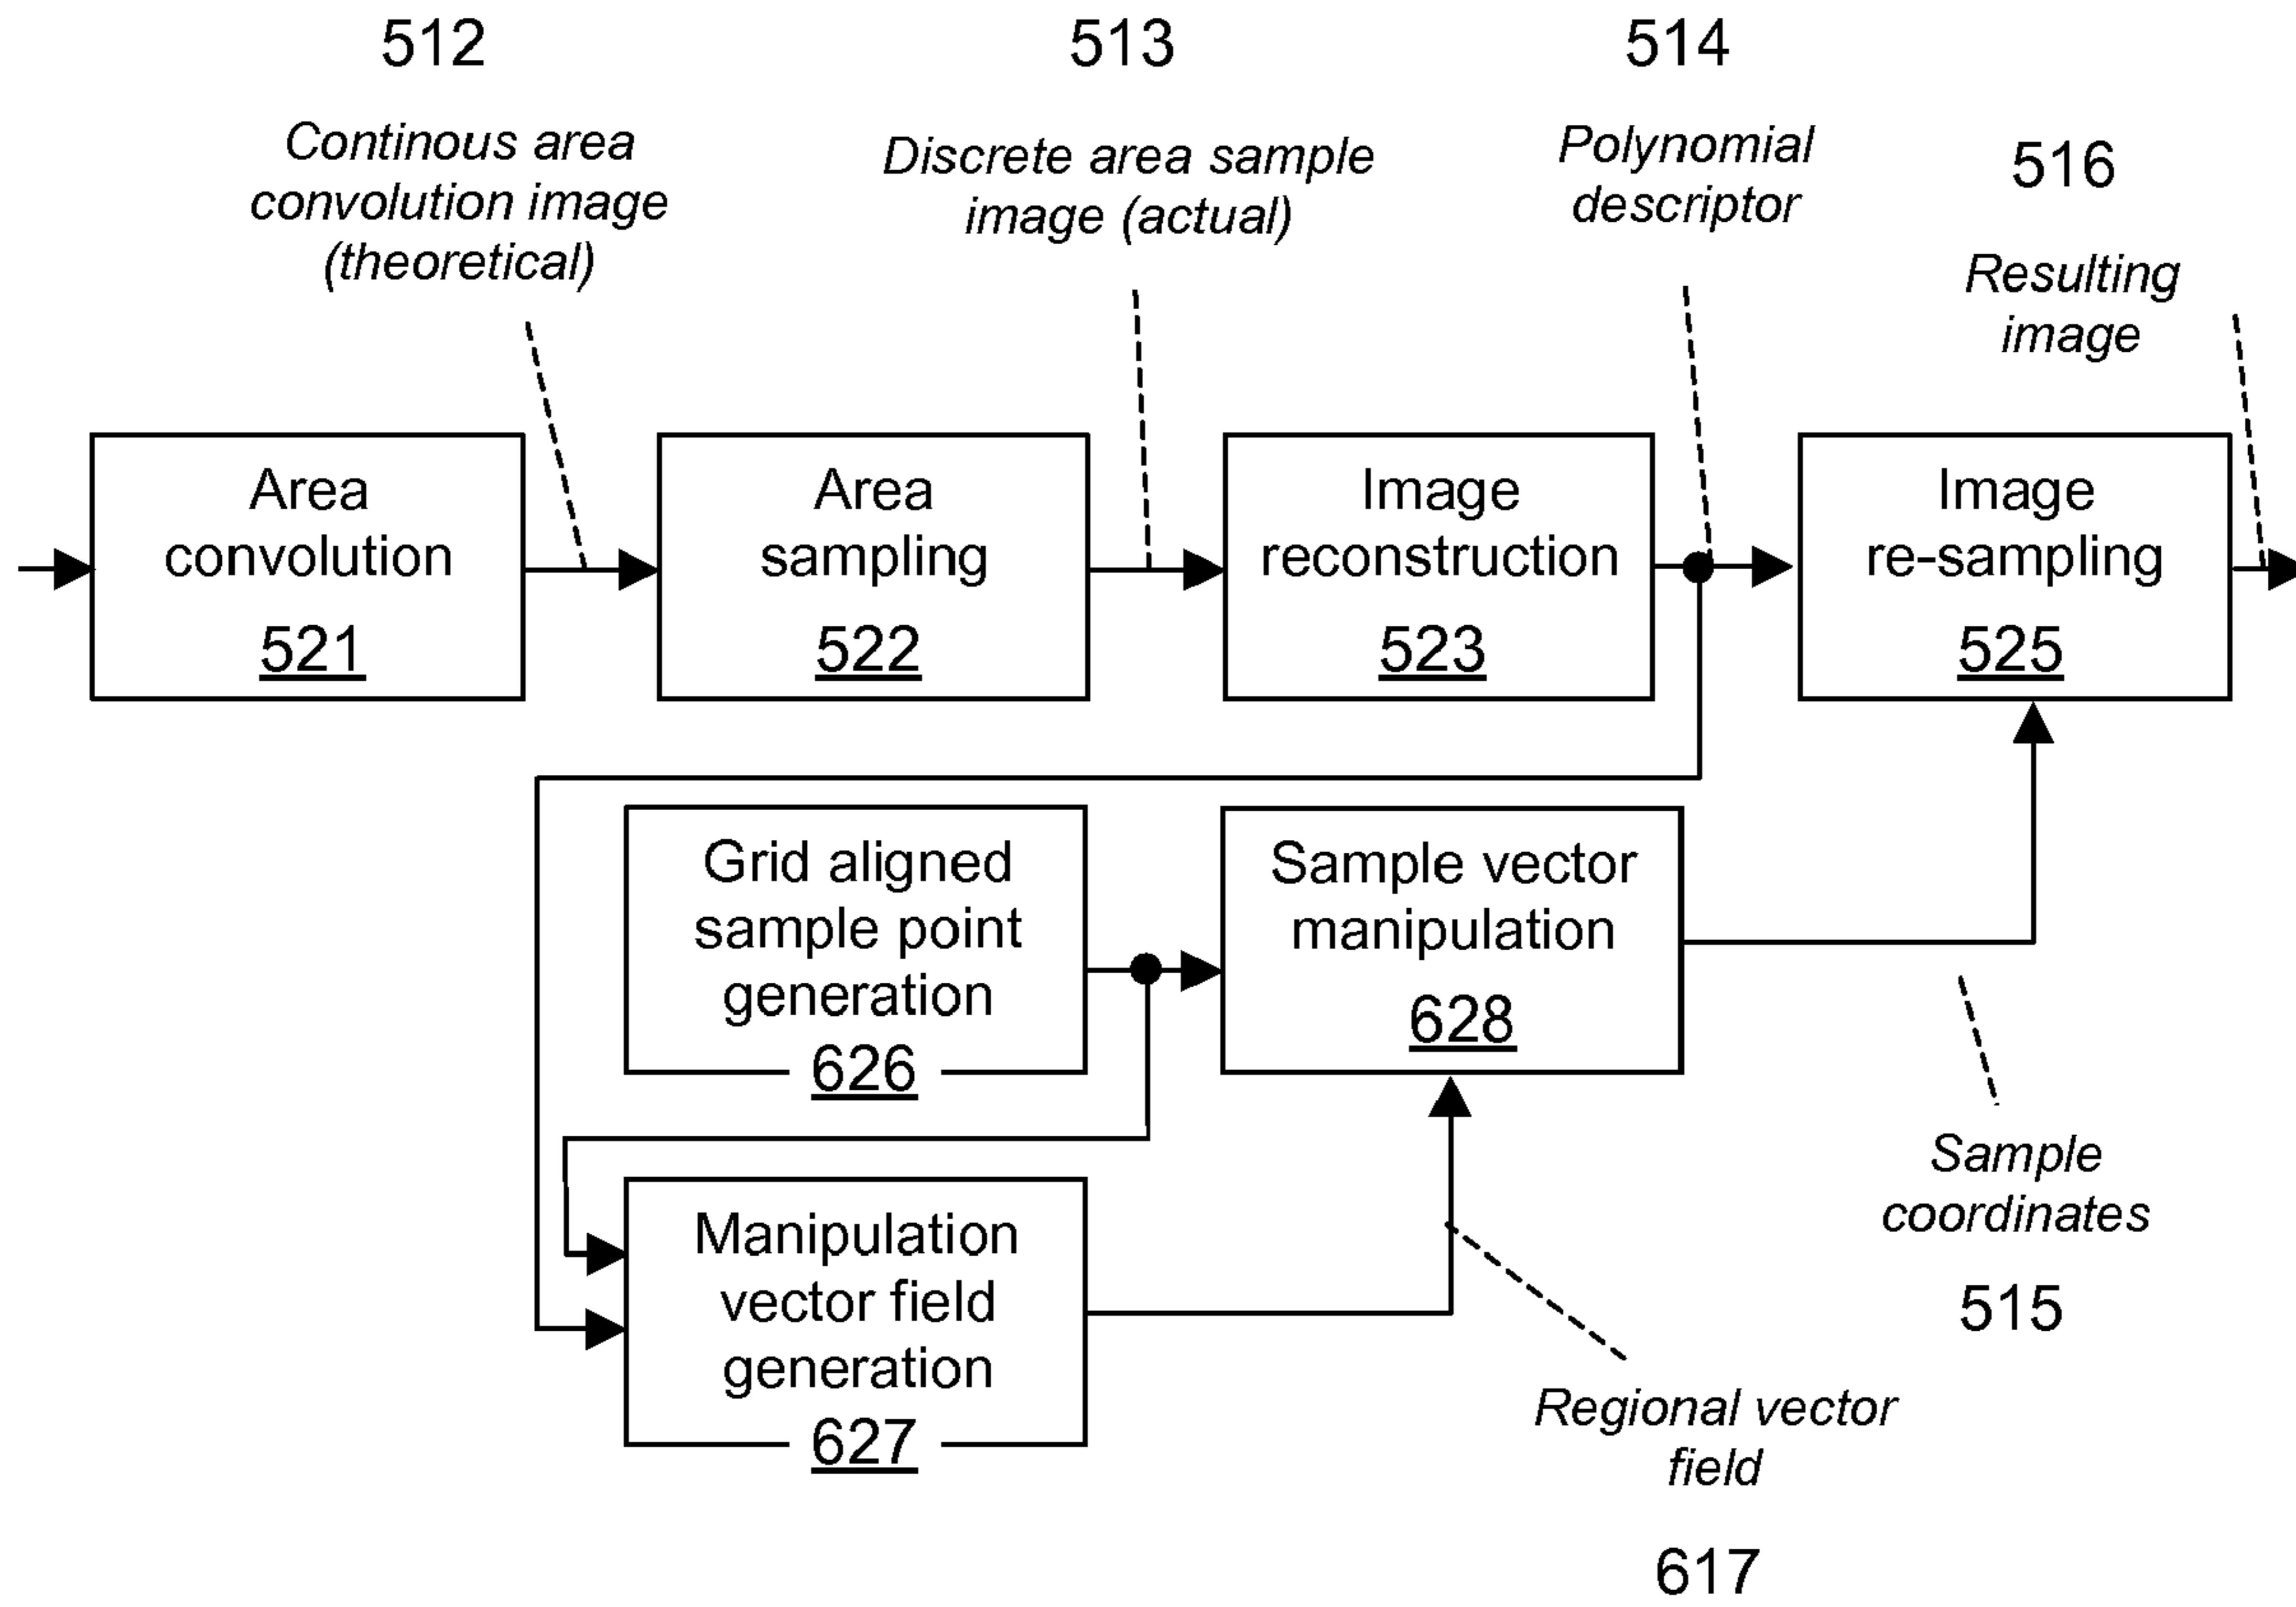 512
Continous area
convolution image
(theoretical)
513
Discrete area sample
image (actual)
514
Polynomial
descriptor
516
Resulting
image
Area
convolution
521
Area
sampling
522
Image
reconstruction
523
Image
re-sampling
525
Grid aligned
sample point
generation
626
Sample vector
manipulation
628
Manipulation
vector field
generation
627
Sample
coordinates
515
Regional vector
field
617